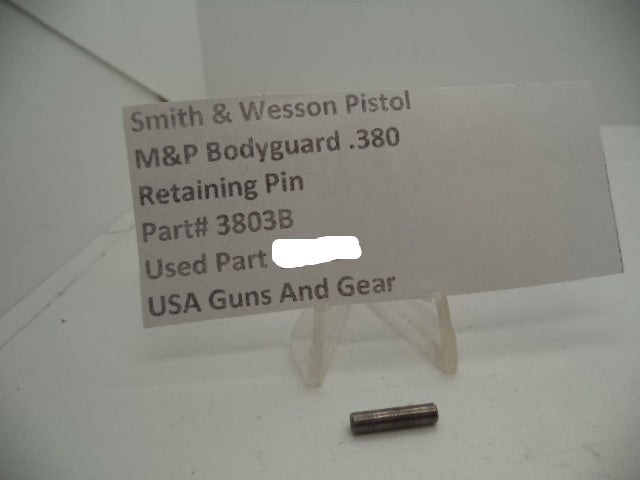 Smith & Wesson Pistol
M&P Bodyguard .380
Retaining Pin
Part# 3803B
Used Part
USA Guns And Gear